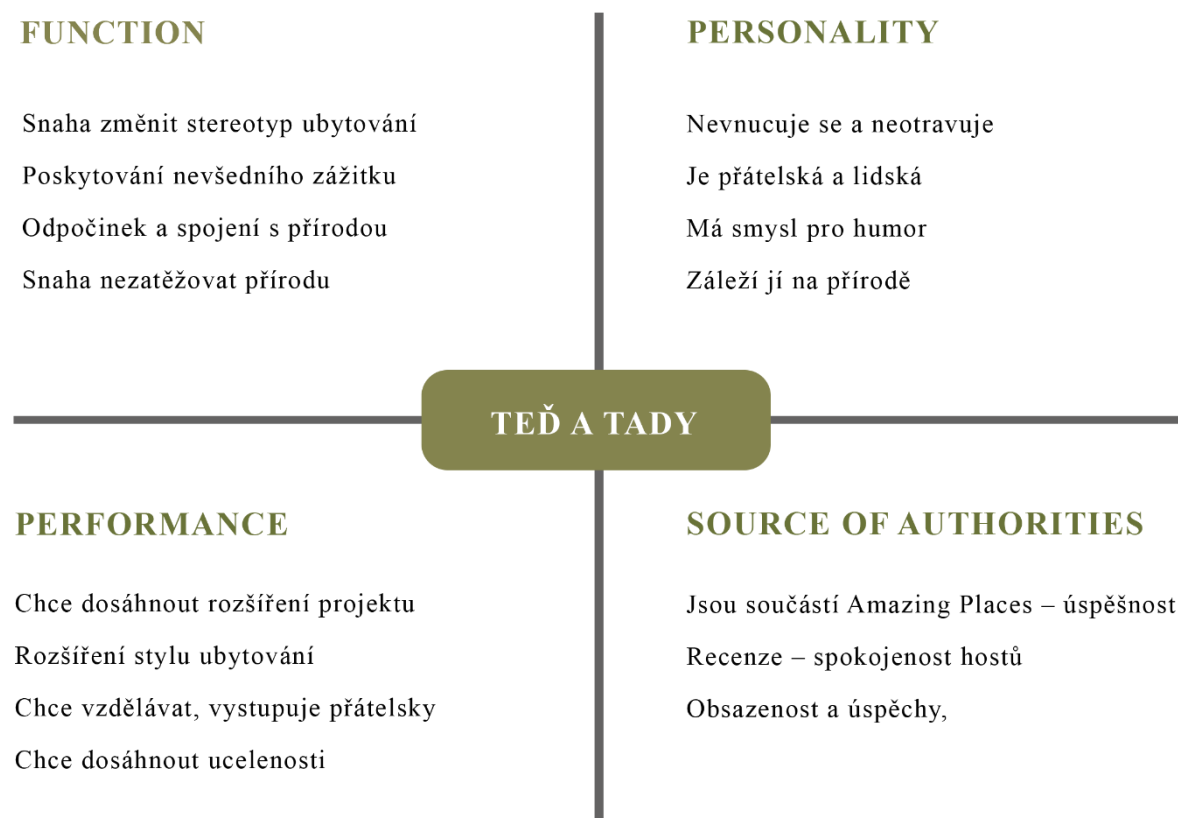 FUNCTION
Snaha změnit stereotyp ubytování
Poskytování nevšedního zážitku
Odpočinek a spojení s přírodou
Snaha nezatěžovat přírodu
PERSONALITY
Nevnucuje se a neotravuje
Je přátelská a lidská
Má smysl pro humor
Záleží jí na přírodě
TEĎ A TADY
PERFORMANCE
Chce dosáhnout rozšíření projektu
Rozšíření stylu ubytování
Chce vzdělávat, vystupuje přátelsky
Chce dosáhnout ucelenosti
SOURCE OF AUTHORITIES
Jsou součástí Amazing Places – úspěšnost
Recenze – spokojenost hostů
Obsazenost a úspěchy,